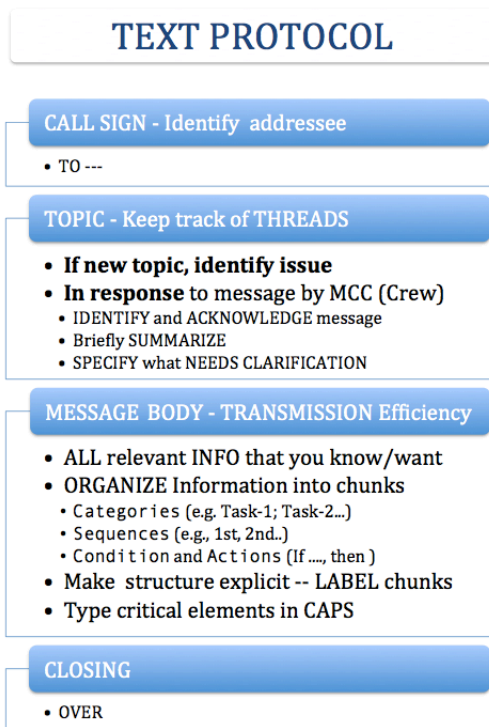 TEXT PROTOCOL
CALL SIGN - Identify addressee
• TO ---
TOPIC - Keep track of THREADS
• If new topic, identify issue
• In response to message by MCC (Crew)
• IDENTIFY and ACKNOWLEDGE message
• Briefly SUMMARIZE
• SPECIFY what NEEDS CLARIFICATION
MESSAGE BODY - TRANSMISSION Efficiency
• ALL relevant INFO that you know/want
• ORGANIZE Information into chunks
• Categories (e.g. Task-1; Task-2...)
• Sequences (e.g., 1st, 2nd..)
• Condition and Actions (If ...., then )
• Make structure explicit -- LABEL chunks
• Type critical elements in CAPS
CLOSING
• OVER